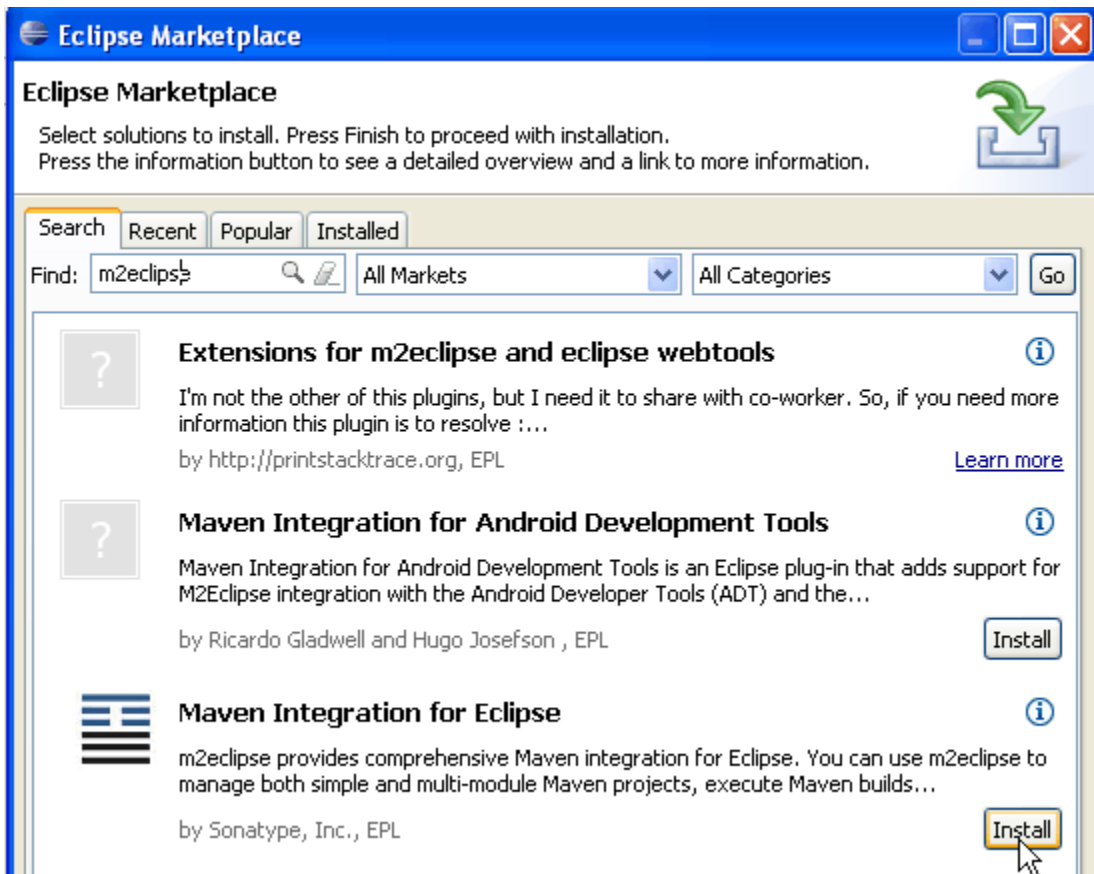 Eclipse Marketplace
Eclipse Marketplace
Select solutions to install. Press Finish to proceed with installation.
Press the information button to see a detailed overview and a link to more information.
Search Recent Popular Installed
Find: m2eclipse All Markets All Categories Go
? Extensions for m2eclipse and eclipse webtools i
I'm not the other of this plugins, but I need it to share with co-worker. So, if you need more
information this plugin is to resolve :...
by http://printstacktrace.org, EPL Learn more
? Maven Integration for Android Development Tools i
Maven Integration for Android Development Tools is an Eclipse plug-in that adds support for
M2Eclipse integration with the Android Developer Tools (ADT) and the...
by Ricardo Gladwell and Hugo Josefson , EPL Install
Maven Integration for Eclipse i
m2eclipse provides comprehensive Maven integration for Eclipse. You can use m2eclipse to
manage both simple and multi-module Maven projects, execute Maven builds...
by Sonatype, Inc., EPL Install